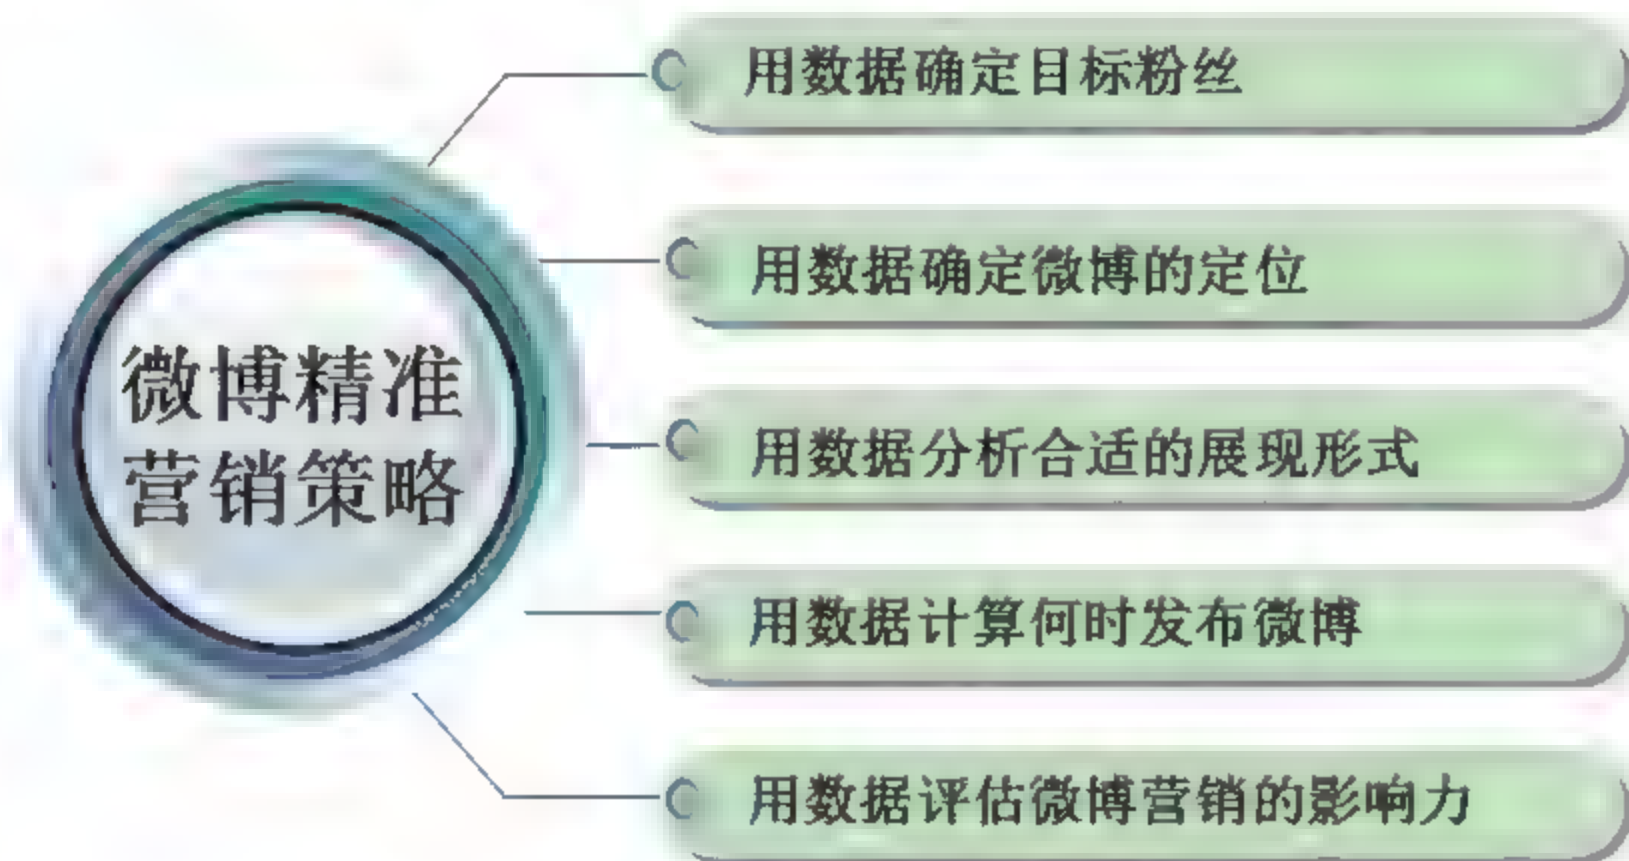 微博精准
营销策略
用数据确定目标粉丝
用数据确定微博的定位
用数据分析合适的展现形式
用数据计算何时发布微博
用数据评估微博营销的影响力